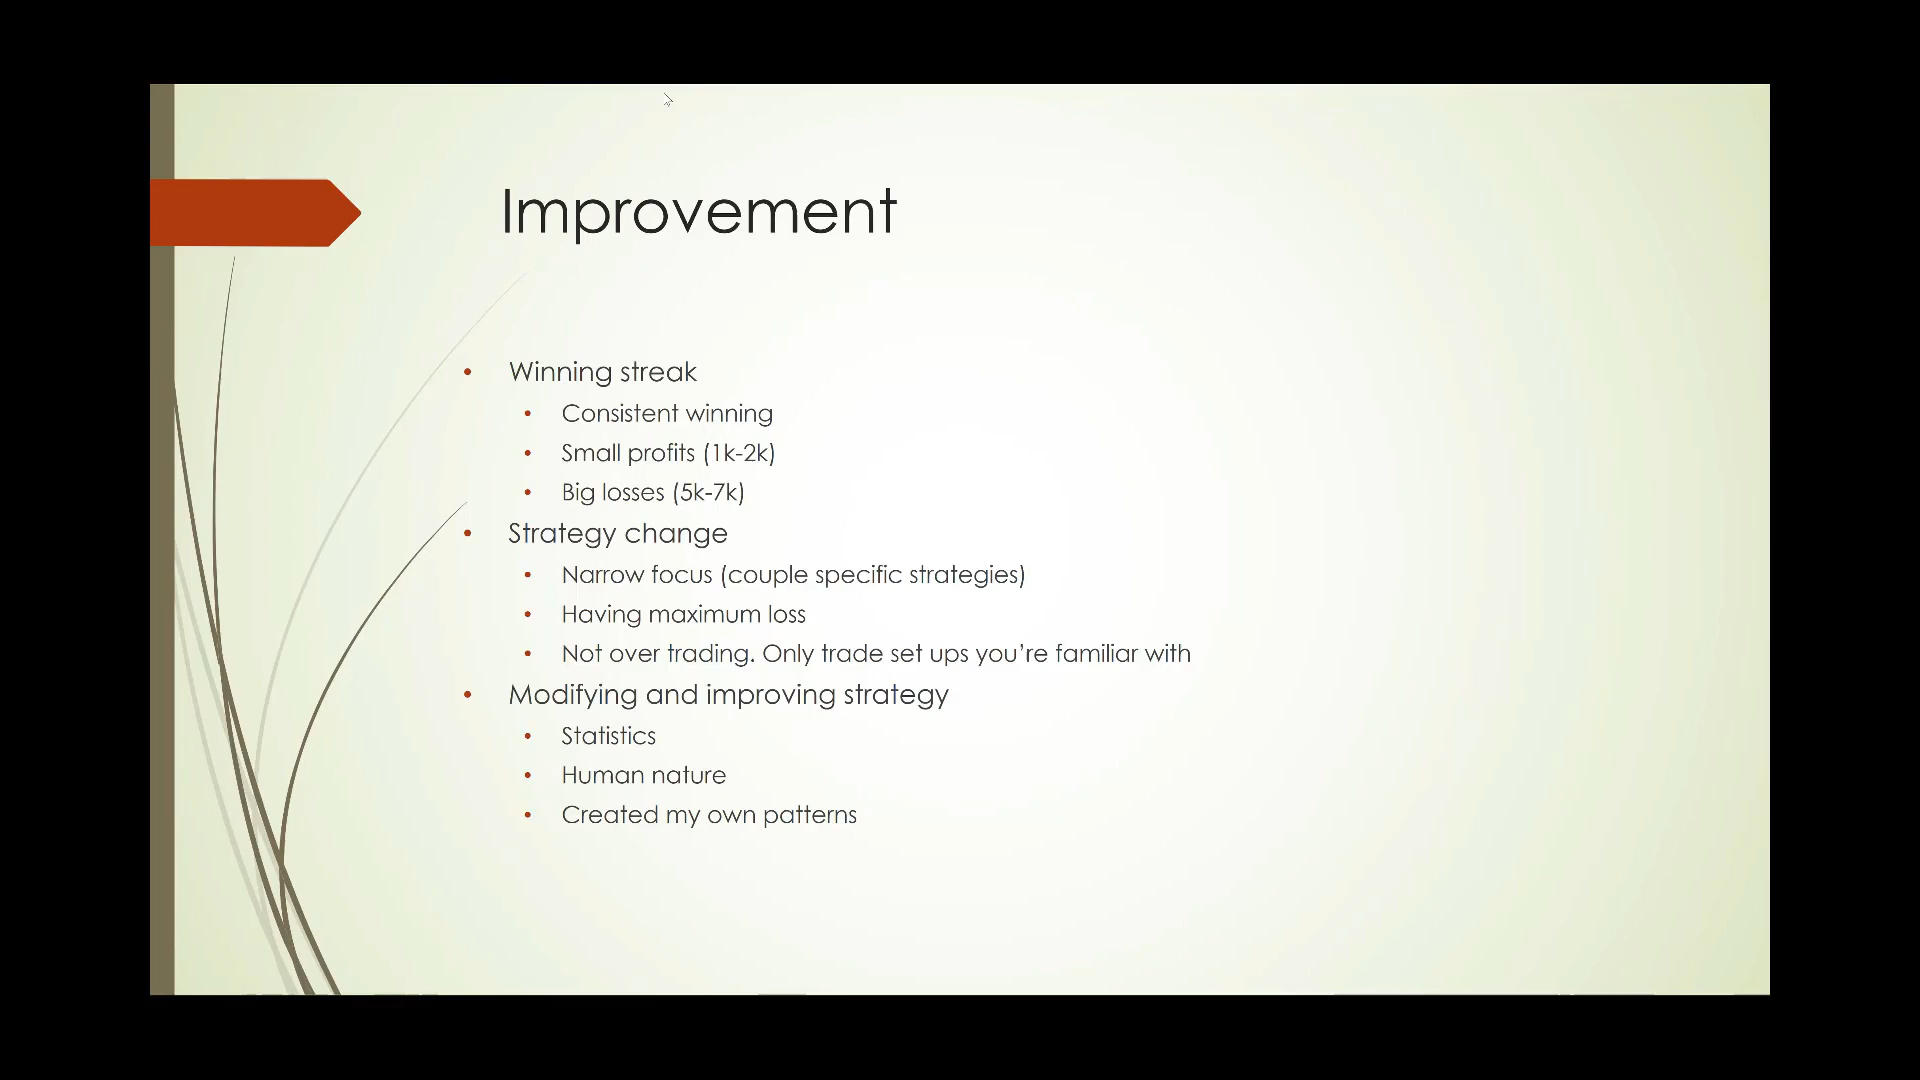 Improvement
• Winning streak
• Consistent winning
• Small profits (1k-2k)
• Big losses (5k-7k)
• Strategy change
• Narrow focus (couple specific strategies)
• Having maximum loss
• Not over trading. Only trade set ups you’re familiar with
• Modifying and improving strategy
• Statistics
• Human nature
• Created my own patterns